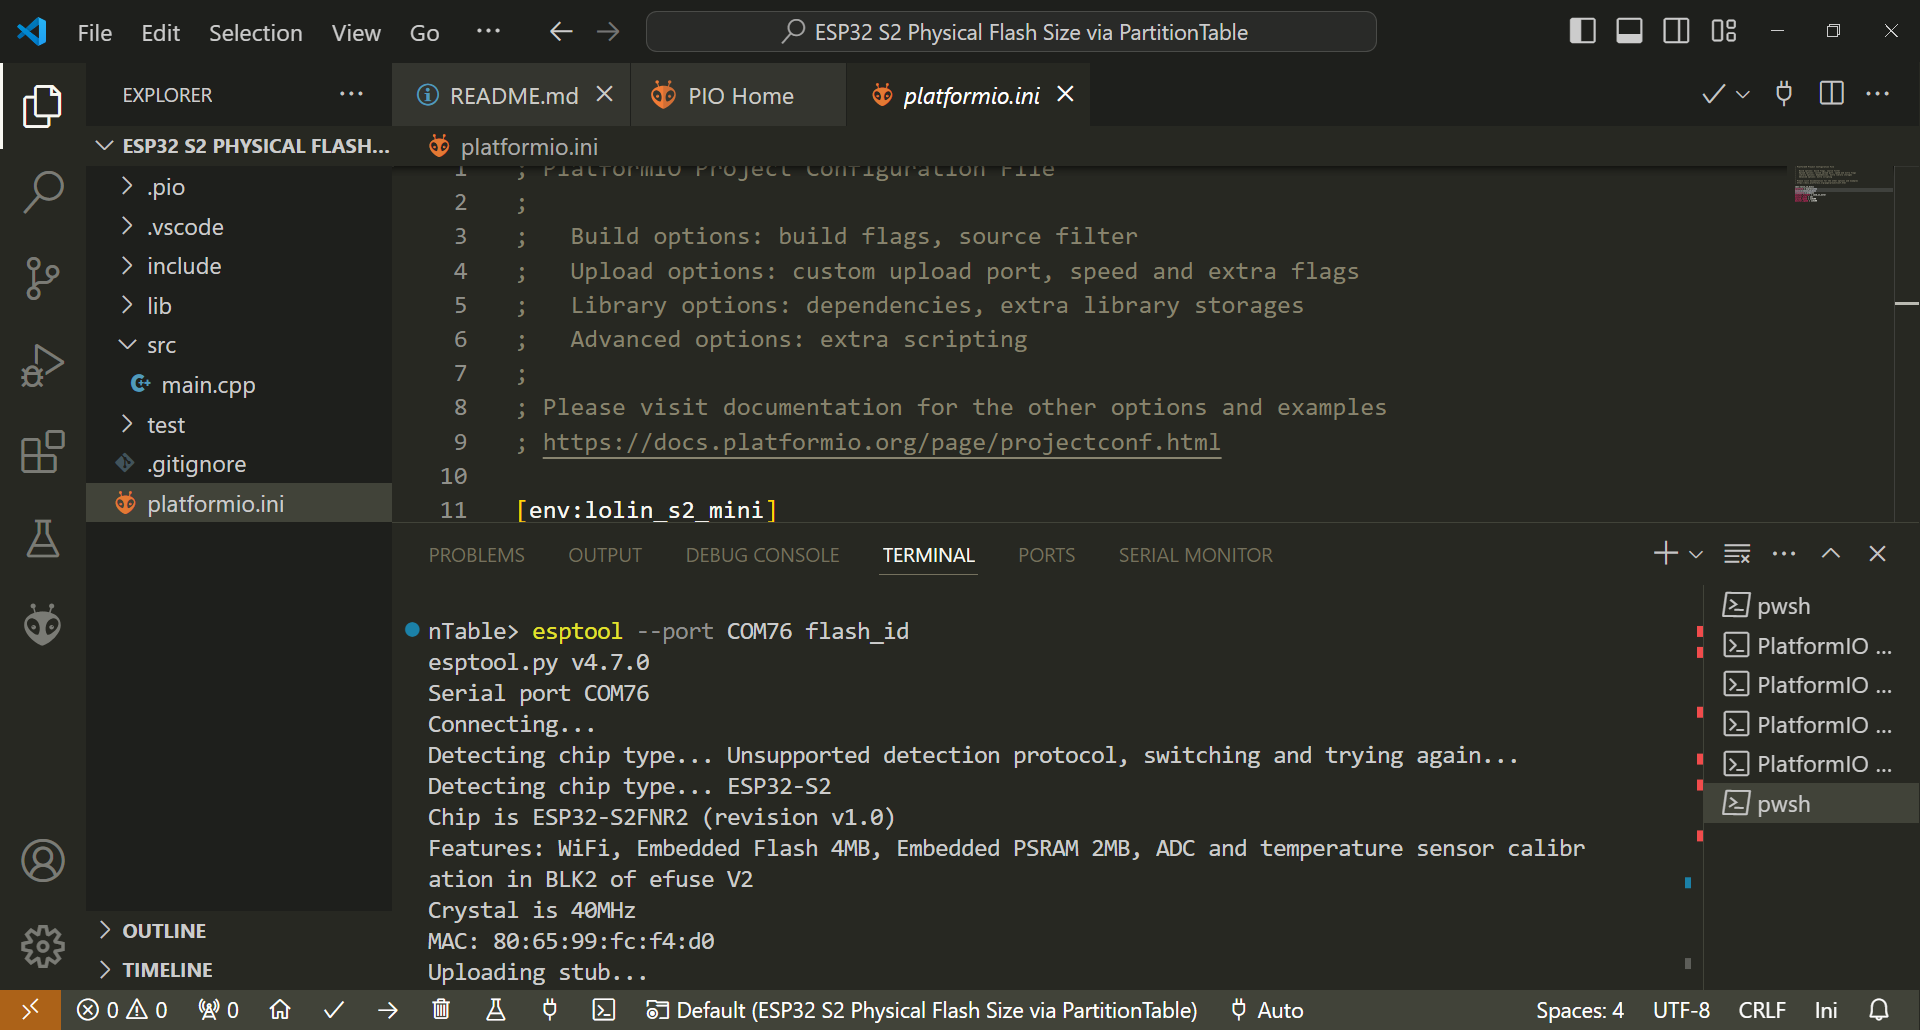 File Edit Selection View Go ··· ESP32 S2 Physical Flash Size via PartitionTable
EXPLORER
README.md PIO Home platformio.ini
ESP32 S2 PHYSICAL FLASH...
platformio.ini
.pio
.vscode
include
lib
src
main.cpp
test
.gitignore
platformio.ini
OUTLINE
TIMELINE
1 ; PlatformIO Project Configuration File
2 ;
3 ;   Build options: build flags, source filter
4 ;   Upload options: custom upload port, speed and extra flags
5 ;   Library options: dependencies, extra library storages
6 ;   Advanced options: extra scripting
7 ;
8 ; Please visit documentation for the other options and examples
9 ; https://docs.platformio.org/page/projectconf.html
10
11 [env:lolin_s2_mini]
PROBLEMS OUTPUT DEBUG CONSOLE TERMINAL PORTS SERIAL MONITOR
nTable> esptool --port COM76 flash_id
esptool.py v4.7.0
Serial port COM76
Connecting...
Detecting chip type... Unsupported detection protocol, switching and trying again...
Detecting chip type... ESP32-S2
Chip is ESP32-S2FNR2 (revision v1.0)
Features: WiFi, Embedded Flash 4MB, Embedded PSRAM 2MB, ADC and temperature sensor calibr
ation in BLK2 of efuse V2
Crystal is 40MHz
MAC: 80:65:99:fc:f4:d0
Uploading stub...
pwsh
PlatformIO ...
PlatformIO ...
PlatformIO ...
PlatformIO ...
pwsh
0 0 0 Default (ESP32 S2 Physical Flash Size via PartitionTable) Auto Spaces: 4 UTF-8 CRLF Ini